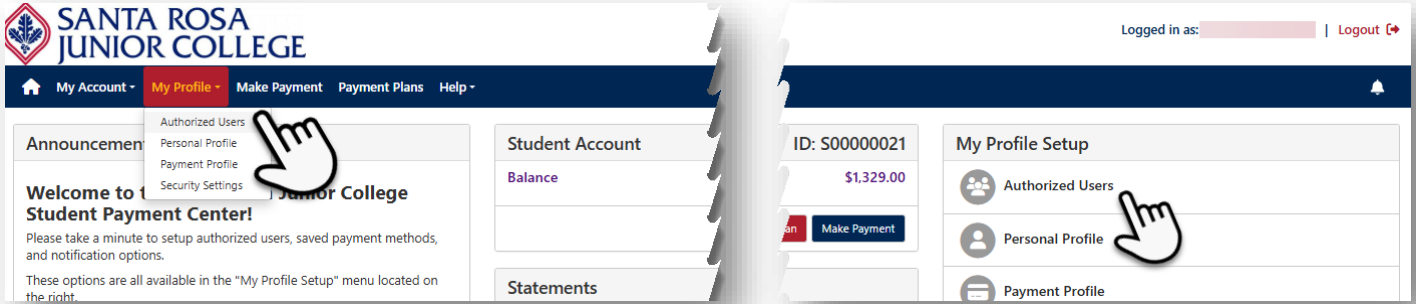 SANTA ROSA
JUNIOR COLLEGE
Logged in as: | Logout
My Account My Profile Make Payment Payment Plans Help
Authorized Users
Personal Profile
Payment Profile
Security Settings
Announcemen
Welcome to t Junior College
Student Payment Center!
Please take a minute to setup authorized users, saved payment methods,
and notification options.
These options are all available in the "My Profile Setup" menu located on
the right.
Student Account ID: S00000021
Balance $1,329.00
an Make Payment
Statements
My Profile Setup
Authorized Users
Personal Profile
Payment Profile